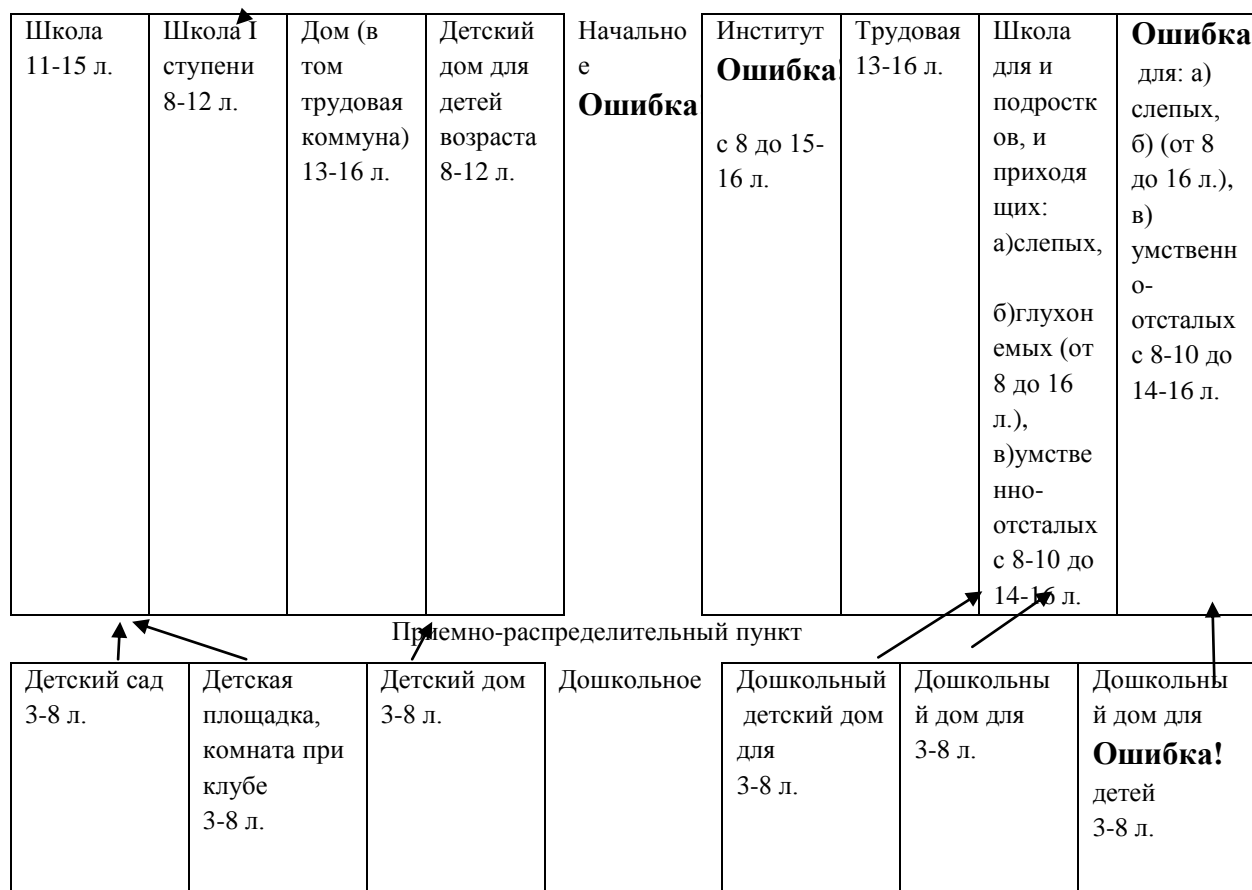 Школа
11-15 л.
Школа I
ступени
8-12 л.
Дом (в
том
трудовая
коммуна)
13-16 л.
Детский
дом для
детей
возраста
8-12 л.
Начально
е
Ошибка
Институт
Ошибка!
с 8 до 15-
16 л.
Трудовая
13-16 л.
Школа
для и
подростк
ов, и
приходя
щих:
а)слепых,
б)глухон
емых (от
8 до 16
л.),
в)умстве
нно-
отсталых
с 8-10 до
14-16 л.
Ошибка
для: а)
слепых,
б) (от 8
до 16 л.),
в)
умственн
о-
отсталых
с 8-10 до
14-16 л.
Приемно-распределительный пункт
Детский сад
3-8 л.
Детская
площадка,
комната при
клубе
3-8 л.
Детский дом
3-8 л.
Дошкольное
Дошкольный
детский дом
для
3-8 л.
Дошкольны
й дом для
3-8 л.
Дошкольны
й дом для
Ошибка!
детей
3-8 л.